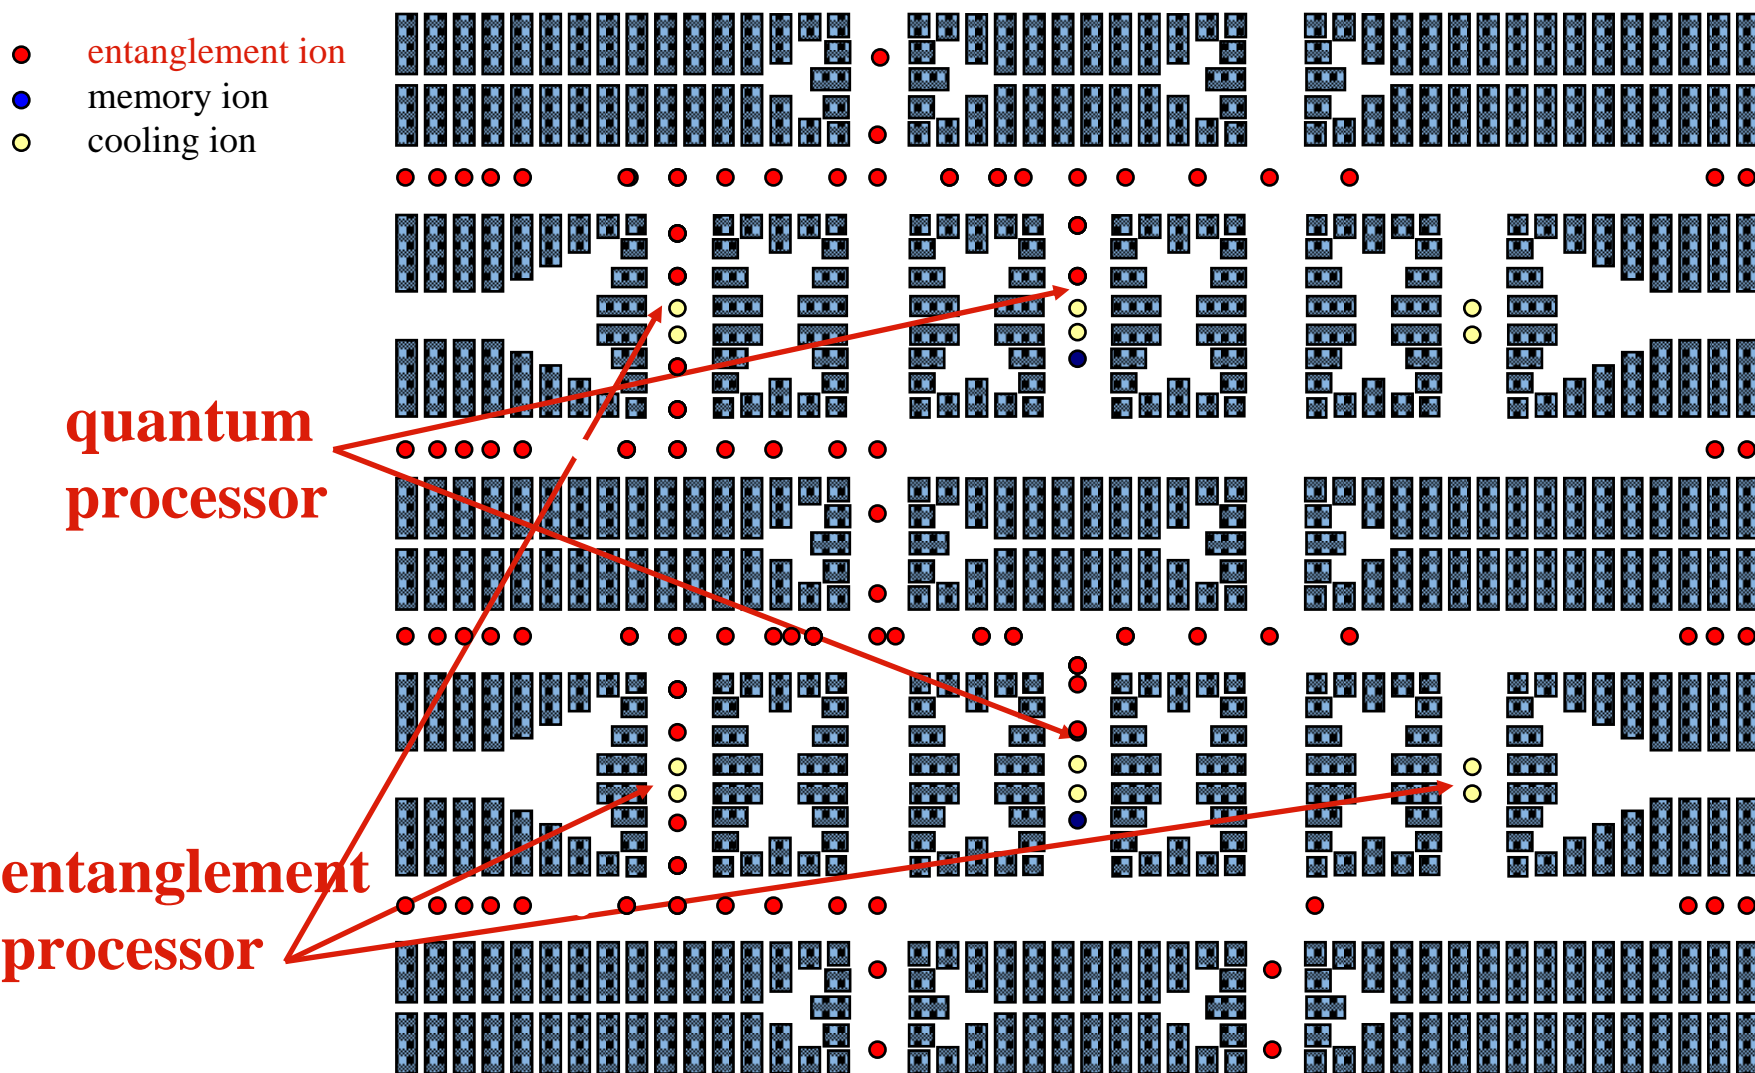 entanglement ion
memory ion
cooling ion
quantum
processor
entanglement
processor